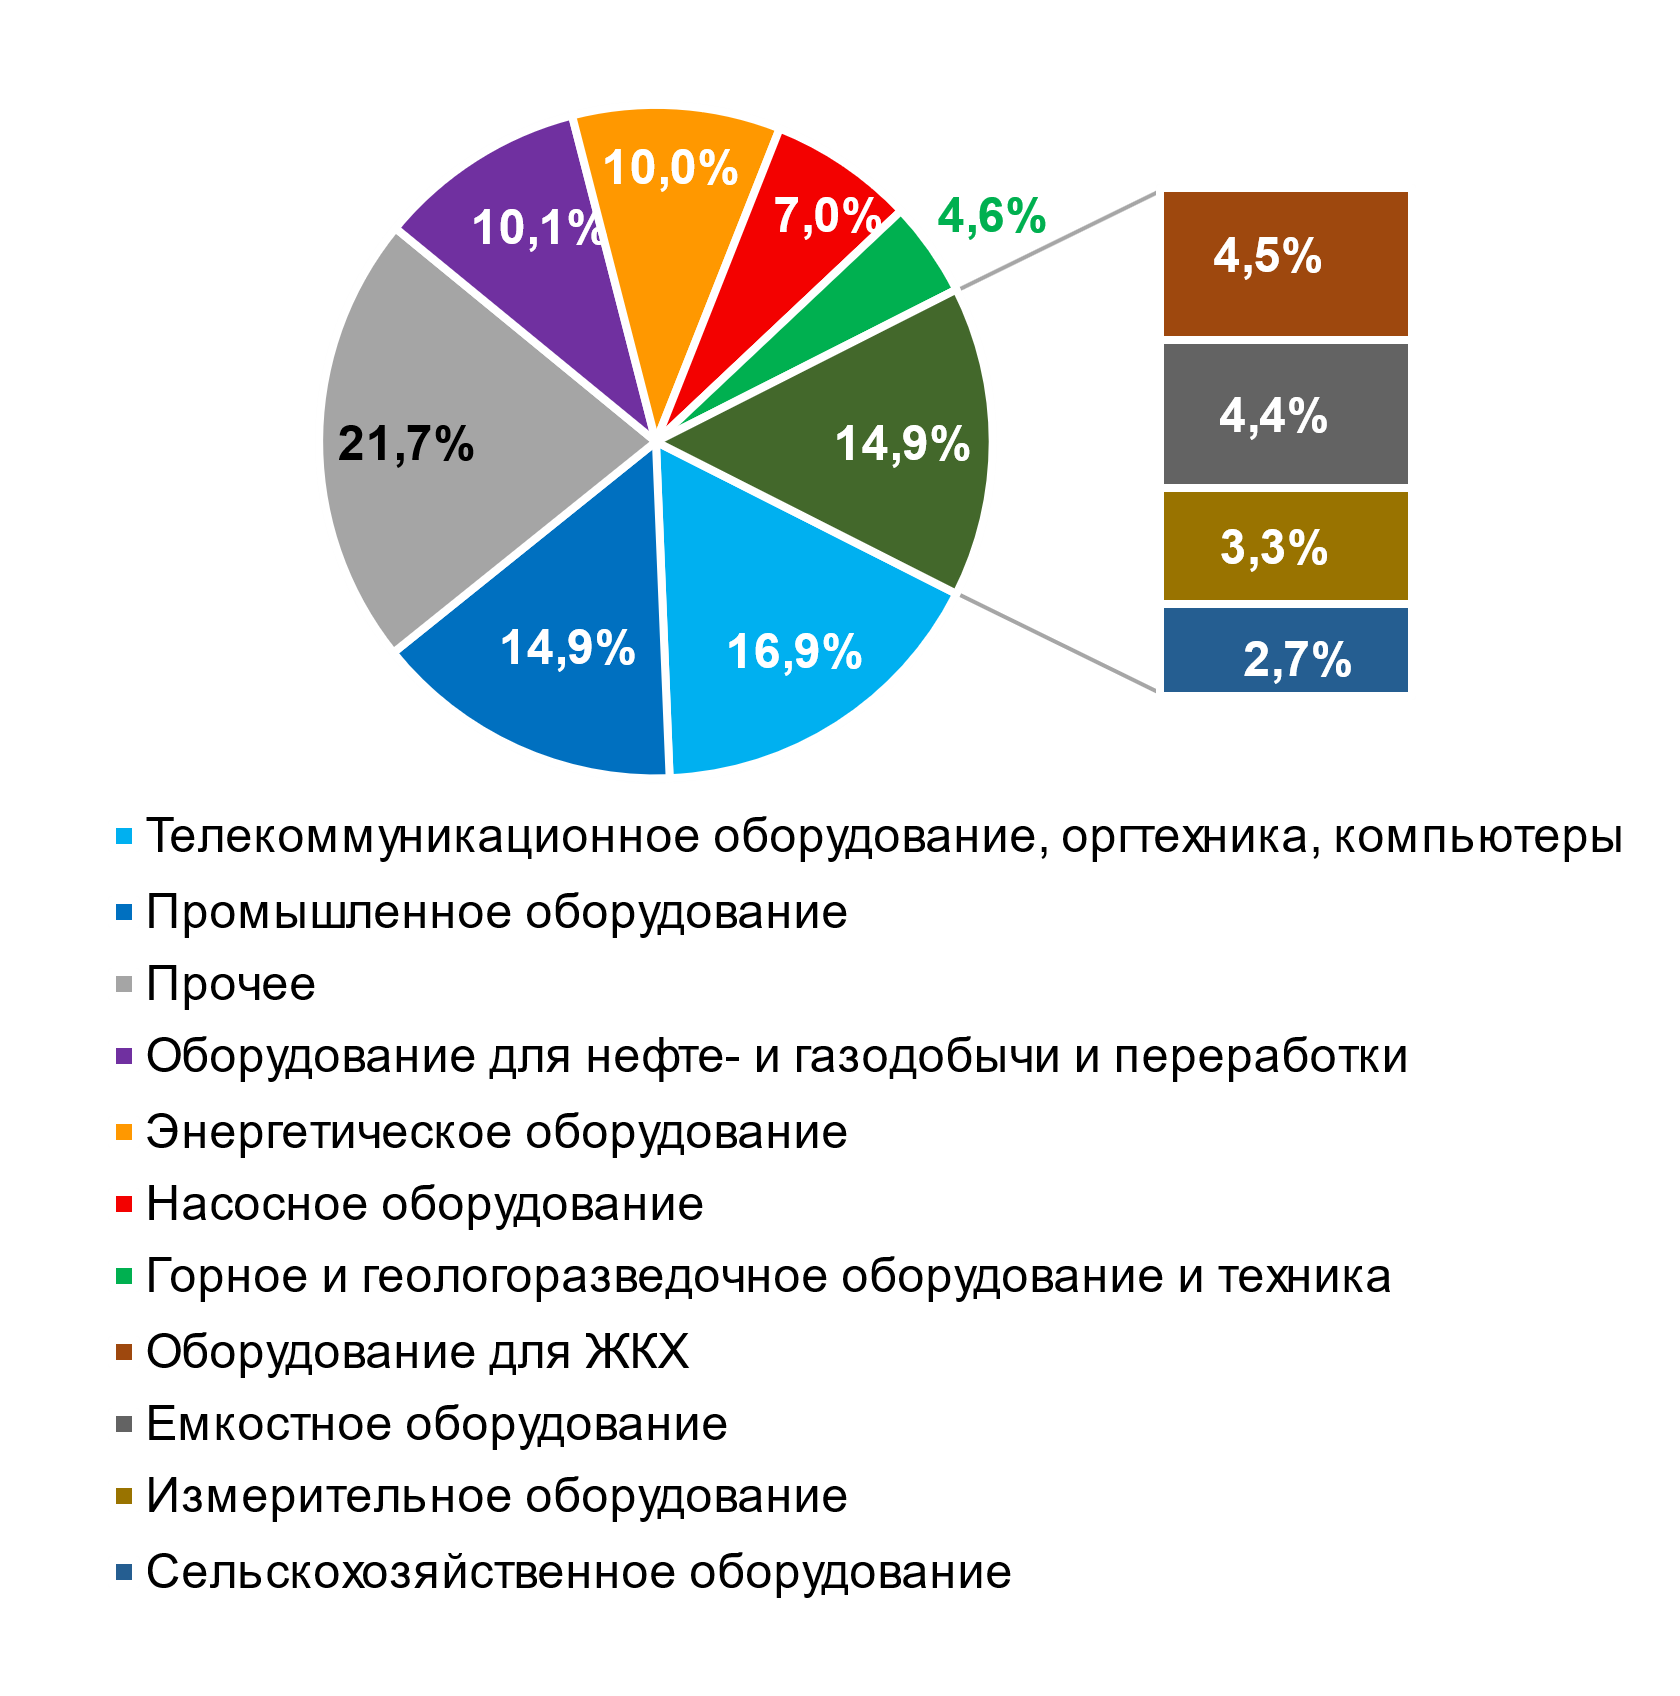 10,0%
7,0%
4,6%
10,1%
4,5%
21,7%
14,9%
4,4%
3,3%
14,9%
16,9%
2,7%
Телекоммуникационное оборудование, оргтехника, компьютеры
Промышленное оборудование
Прочее
Оборудование для нефте- и газодобычи и переработки
Энергетическое оборудование
Насосное оборудование
Горное и геологоразведочное оборудование и техника
Оборудование для ЖКХ
Емкостное оборудование
Измерительное оборудование
Сельскохозяйственное оборудование